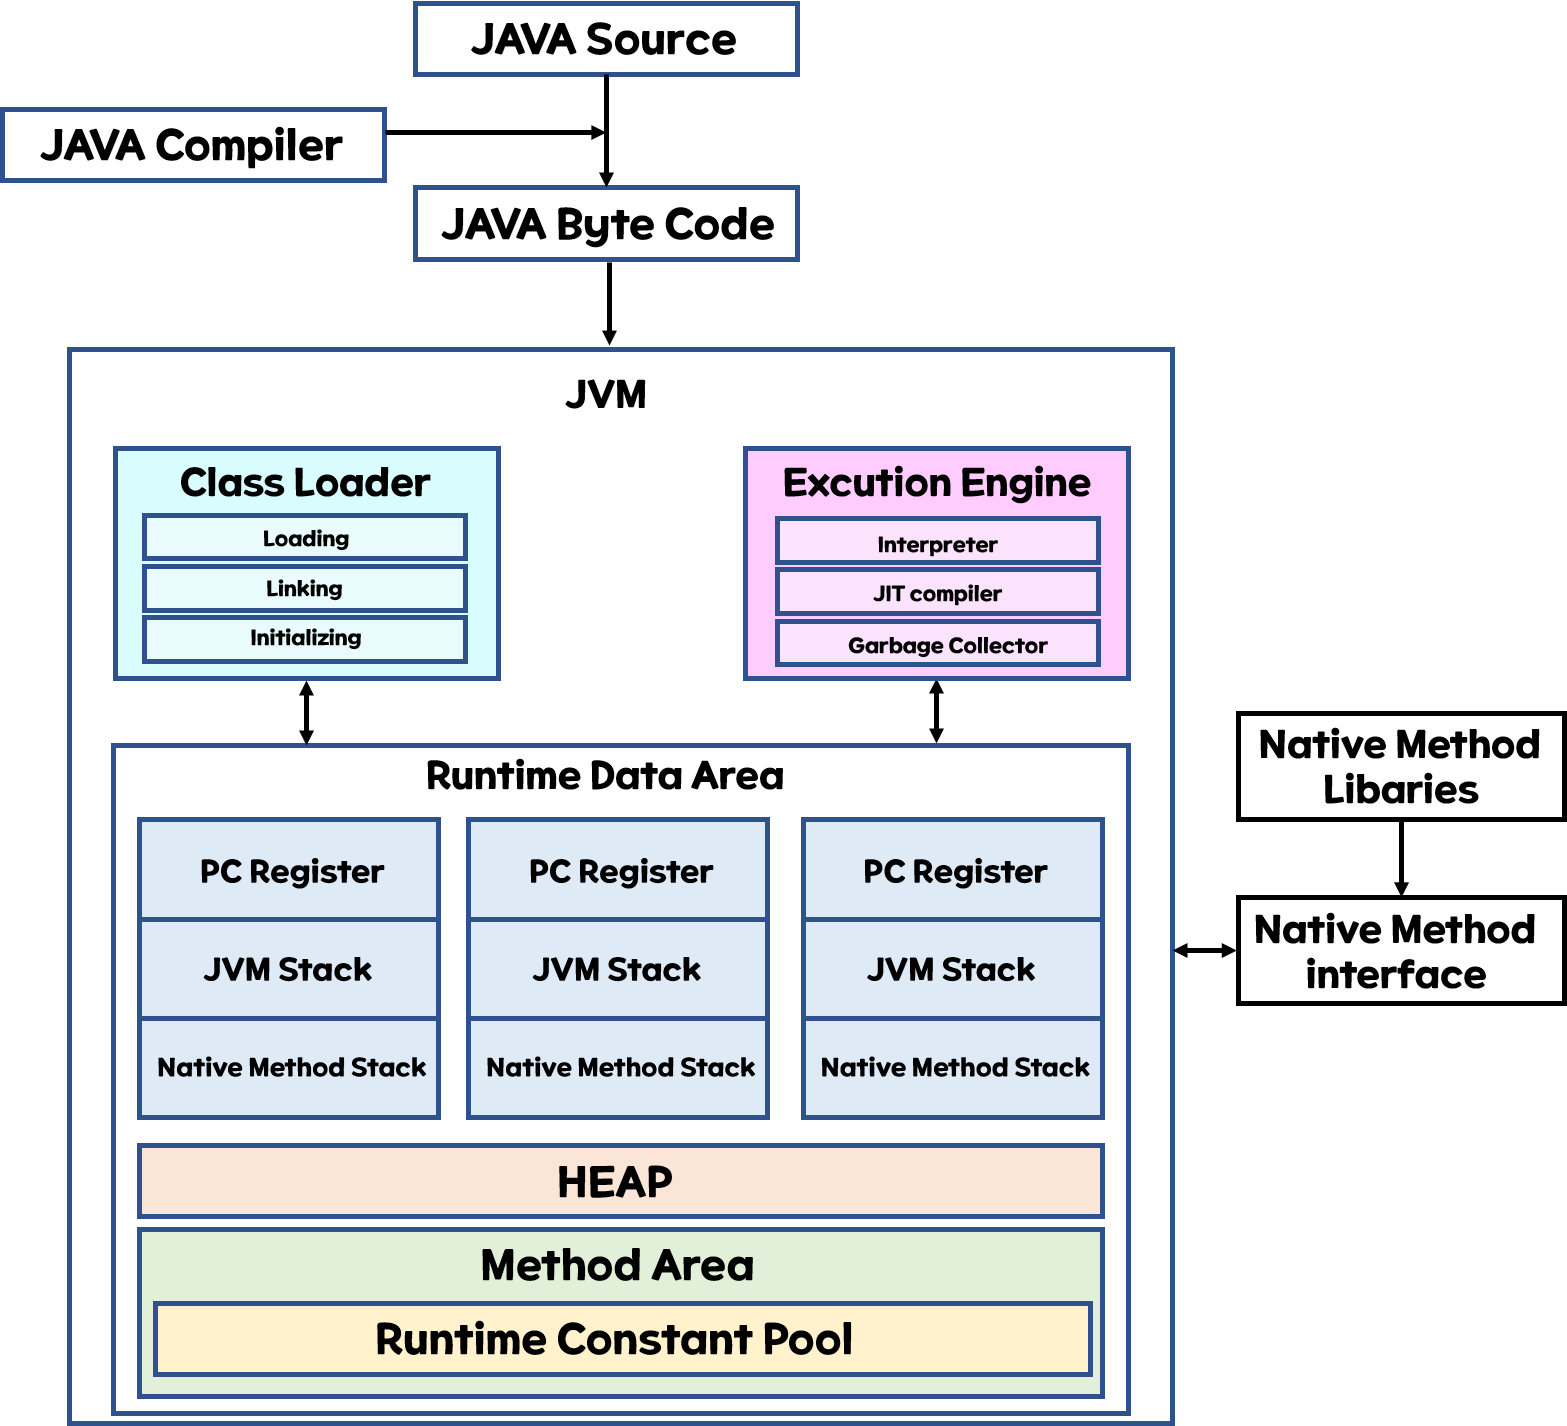 JAVA Source
JAVA Compiler
JAVA Byte Code
JVM
Class Loader
Loading
Linking
Initializing
Excution Engine
Interpreter
JIT compiler
Garbage Collector
Runtime Data Area
PC Register
JVM Stack
Native Method Stack
PC Register
JVM Stack
Native Method Stack
PC Register
JVM Stack
Native Method Stack
HEAP
Method Area
Runtime Constant Pool
Native Method
Libaries
Native Method
interface